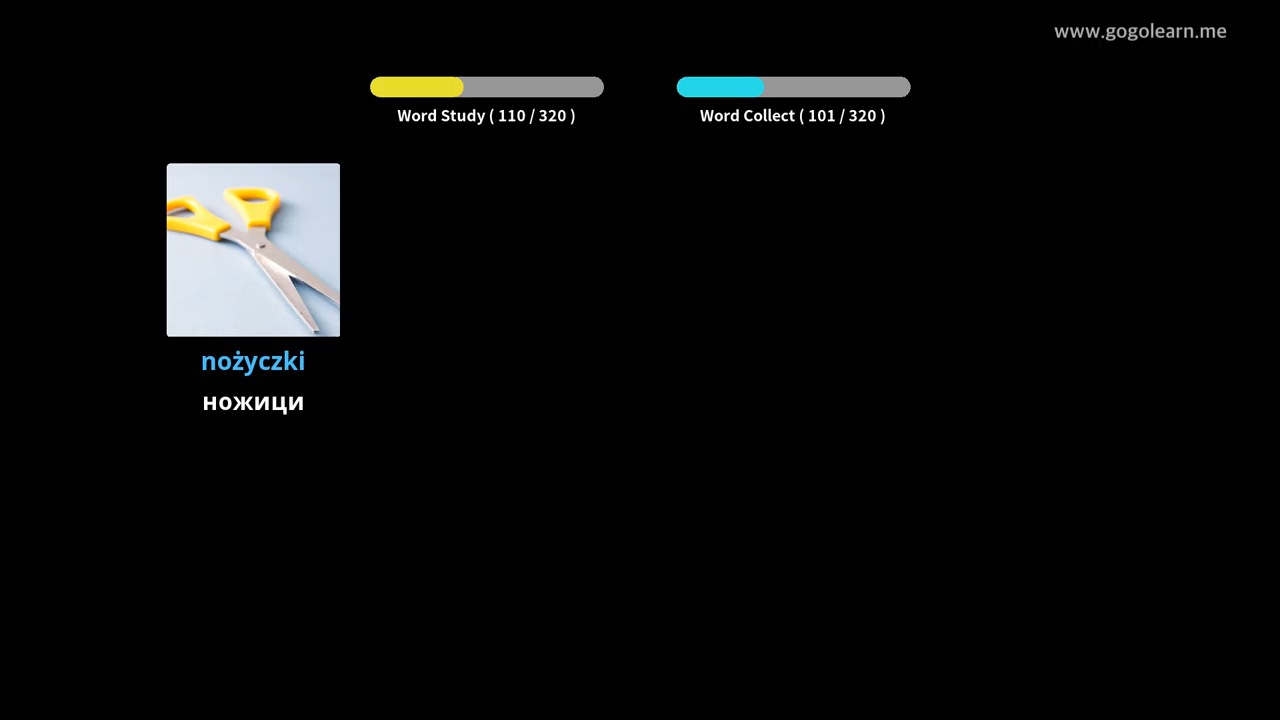 www.gogolearn.me
Word Study ( 110 / 320 )
Word Collect ( 101 / 320 )
nożyczki
ножици